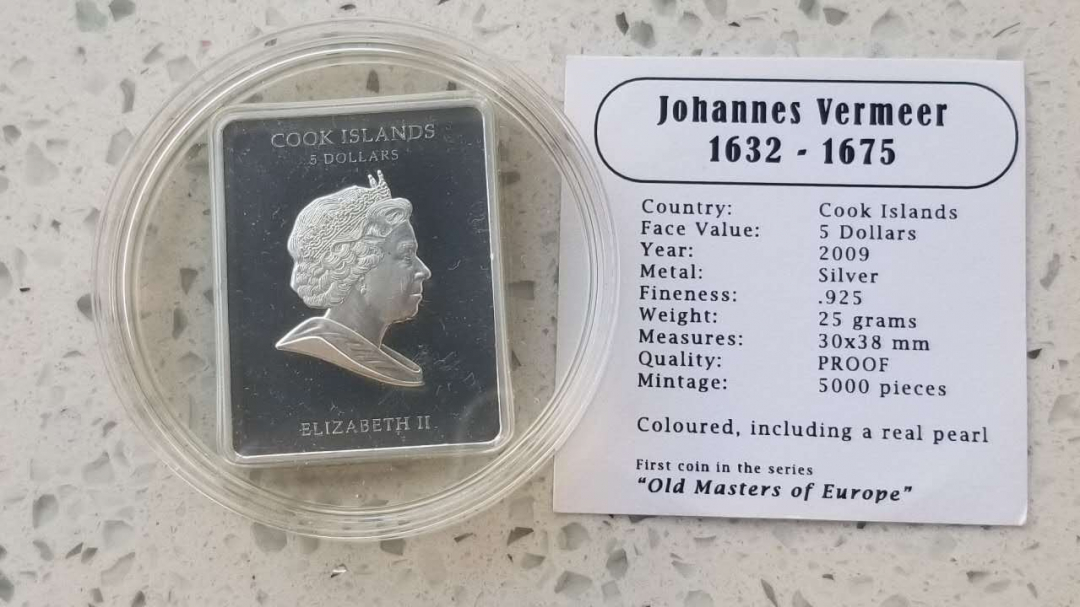 COOK ISLANDS
5 DOLLARS
ELIZABETH II
Johannes Vermeer
1632 - 1675
Country: Cook Islands
Face Value: 5 Dollars
Year: 2009
Metal: Silver
Fineness: .925
Weight: 25 grams
Measures: 30x38 mm
Quality: PROOF
Mintage: 5000 pieces
Coloured, including a real pearl
First coin in the series
"Old Masters of Europe"